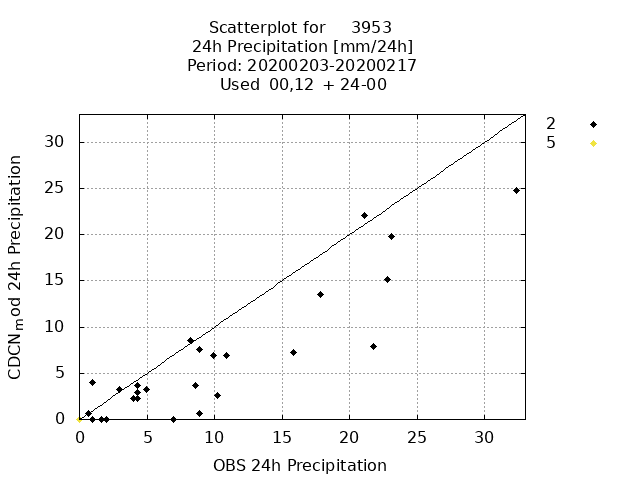 Scatterplot for 3953
24h Precipitation [mm/24h]
Period: 20200203-20200217
Used 00,12 + 24-00
2
5
CDCNmod 24h Precipitation
30
25
20
15
10
5
0
0 5 10 15 20 25 30
OBS 24h Precipitation